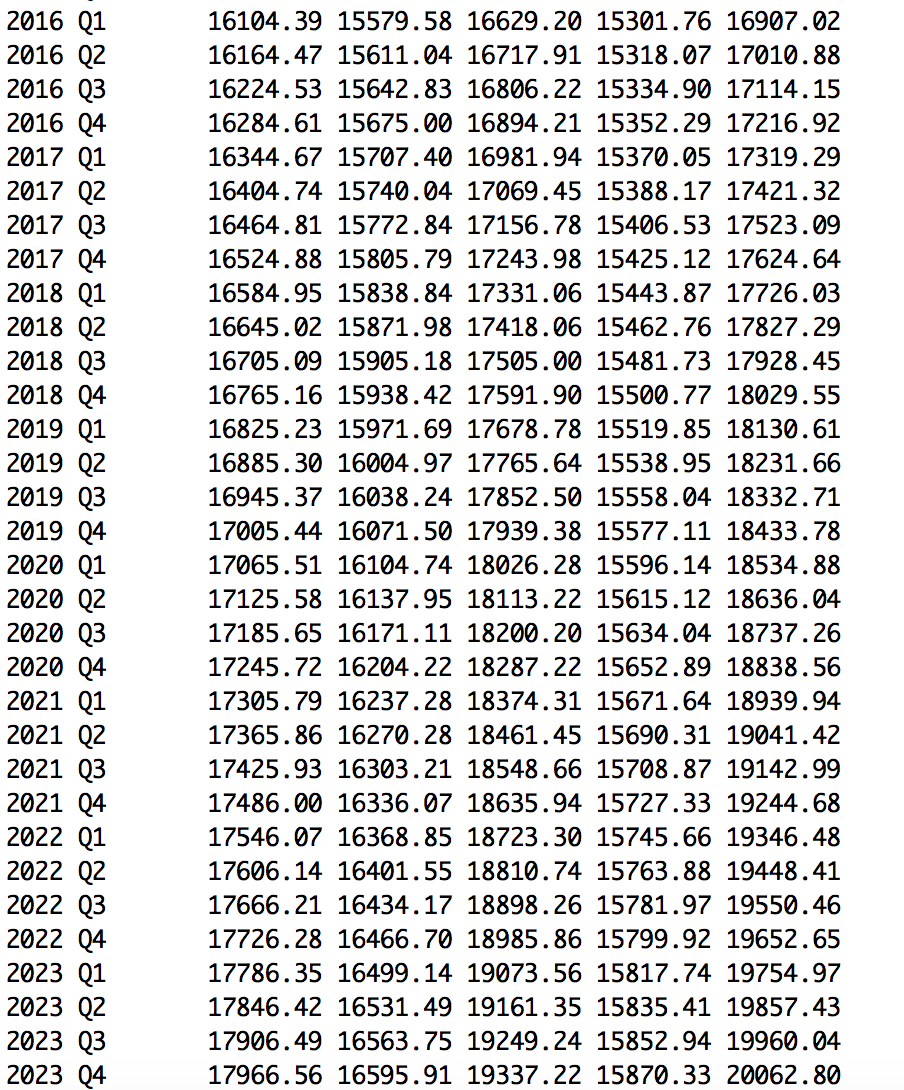 2016 Q1 16104.39 15579.58 16629.20 15301.76 16907.02
2016 Q2 16164.47 15611.04 16717.91 15318.07 17010.88
2016 Q3 16224.53 15642.83 16806.22 15334.90 17114.15
2016 Q4 16284.61 15675.00 16894.21 15352.29 17216.92
2017 Q1 16344.67 15707.40 16981.94 15370.05 17319.29
2017 Q2 16404.74 15740.04 17069.45 15388.17 17421.32
2017 Q3 16464.81 15772.84 17156.78 15406.53 17523.09
2017 Q4 16524.88 15805.79 17243.98 15425.12 17624.64
2018 Q1 16584.95 15838.84 17331.06 15443.87 17726.03
2018 Q2 16645.02 15871.98 17418.06 15462.76 17827.29
2018 Q3 16705.09 15905.18 17505.00 15481.73 17928.45
2018 Q4 16765.16 15938.42 17591.90 15500.77 18029.55
2019 Q1 16825.23 15971.69 17678.78 15519.85 18130.61
2019 Q2 16885.30 16004.97 17765.64 15538.95 18231.66
2019 Q3 16945.37 16038.24 17852.50 15558.04 18332.71
2019 Q4 17005.44 16071.50 17939.38 15577.11 18433.78
2020 Q1 17065.51 16104.74 18026.28 15596.14 18534.88
2020 Q2 17125.58 16137.95 18113.22 15615.12 18636.04
2020 Q3 17185.65 16171.11 18200.20 15634.04 18737.26
2020 Q4 17245.72 16204.22 18287.22 15652.89 18838.56
2021 Q1 17305.79 16237.28 18374.31 15671.64 18939.94
2021 Q2 17365.86 16270.28 18461.45 15690.31 19041.42
2021 Q3 17425.93 16303.21 18548.66 15708.87 19142.99
2021 Q4 17486.00 16336.07 18635.94 15727.33 19244.68
2022 Q1 17546.07 16368.85 18723.30 15745.66 19346.48
2022 Q2 17606.14 16401.55 18810.74 15763.88 19448.41
2022 Q3 17666.21 16434.17 18898.26 15781.97 19550.46
2022 Q4 17726.28 16466.70 18985.86 15799.92 19652.65
2023 Q1 17786.35 16499.14 19073.56 15817.74 19754.97
2023 Q2 17846.42 16531.49 19161.35 15835.41 19857.43
2023 Q3 17906.49 16563.75 19249.24 15852.94 19960.04
2023 Q4 17966.56 16595.91 19337.22 15870.33 20062.80